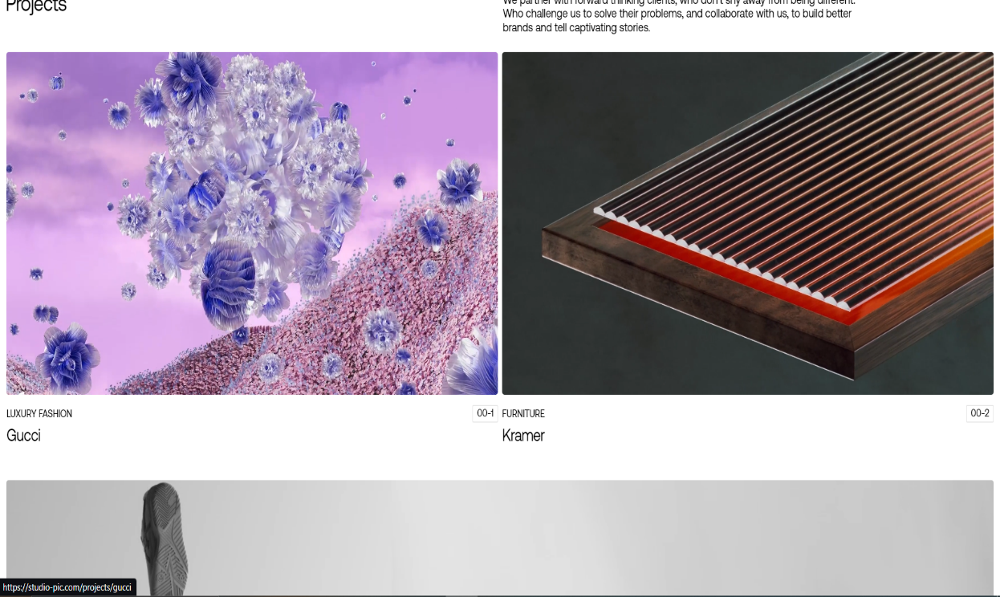 Projects
We partner with forward thinking clients, who don't shy away from being different.
Who challenge us to solve their problems, and collaborate with us, to build better
brands and tell captivating stories.
LUXURY FASHION
00-1
Gucci
FURNITURE
00-2
Kramer
https://studio-pic.com/projects/gucci